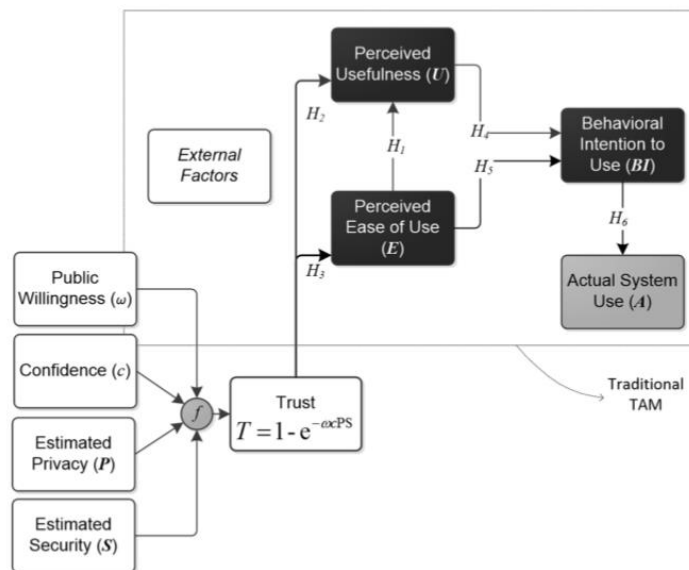 Perceived
Usefulness (U)
H2
H1
H4
Behavioral
Intention to
Use (BI)
External
Factors
H5
Perceived
Ease of Use
(E)
H6
H3
Public
Willingness (ω)
Actual System
Use (A)
Confidence (c)
Trust
T = 1 - e^{-ωcPS}
f
Traditional
TAM
Estimated
Privacy (P)
Estimated
Security (S)